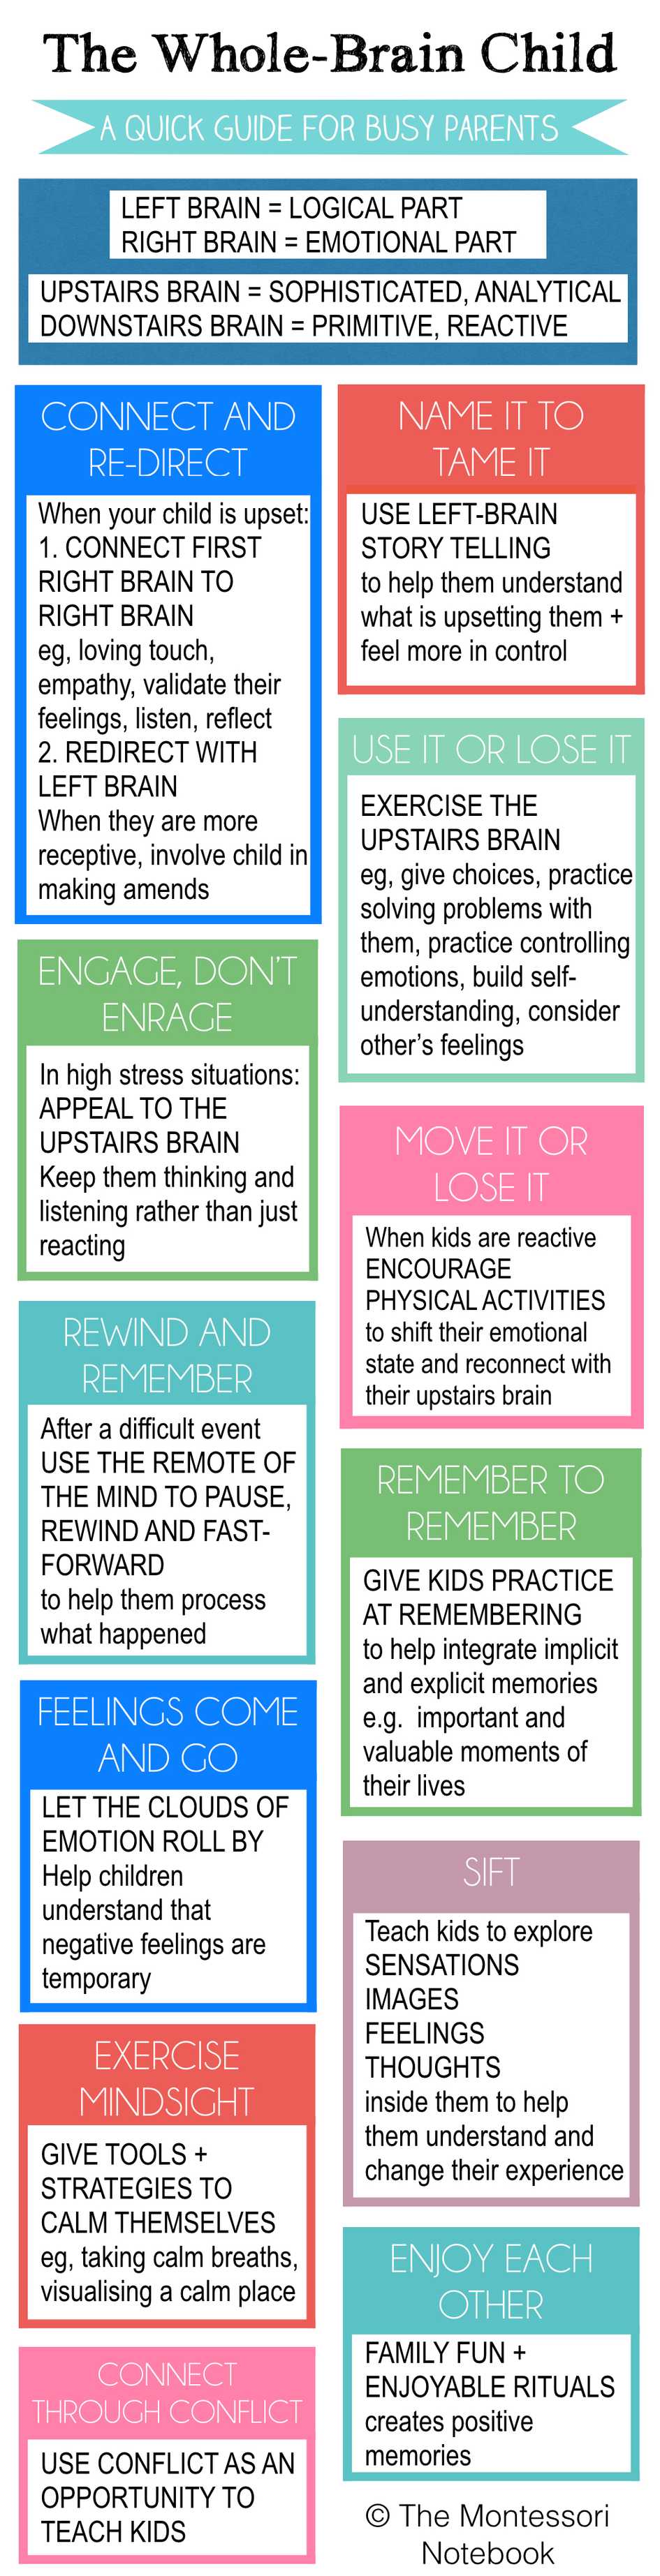 The Whole-Brain Child
A QUICK GUIDE FOR BUSY PARENTS
LEFT BRAIN = LOGICAL PART
RIGHT BRAIN = EMOTIONAL PART
UPSTAIRS BRAIN = SOPHISTICATED, ANALYTICAL
DOWNSTAIRS BRAIN = PRIMITIVE, REACTIVE
CONNECT AND
RE-DIRECT
When your child is upset:
1. CONNECT FIRST
RIGHT BRAIN TO
RIGHT BRAIN
eg, loving touch,
empathy, validate their
feelings, listen, reflect
2. REDIRECT WITH
LEFT BRAIN
When they are more
receptive, involve child in
making amends
NAME IT TO
TAME IT
USE LEFT-BRAIN
STORY TELLING
to help them understand
what is upsetting them +
feel more in control
ENGAGE, DON'T
ENRAGE
In high stress situations:
APPEAL TO THE
UPSTAIRS BRAIN
Keep them thinking and
listening rather than just
reacting
USE IT OR LOSE IT
EXERCISE THE
UPSTAIRS BRAIN
eg, give choices, practice
solving problems with
them, practice controlling
emotions, build self-
understanding, consider
other's feelings
MOVE IT OR
LOSE IT
When kids are reactive
ENCOURAGE
PHYSICAL ACTIVITIES
to shift their emotional
state and reconnect with
their upstairs brain
REWIND AND
REMEMBER
After a difficult event
USE THE REMOTE OF
THE MIND TO PAUSE,
REWIND AND FAST-
FORWARD
to help them process
what happened
REMEMBER TO
REMEMBER
GIVE KIDS PRACTICE
AT REMEMBERING
to help integrate implicit
and explicit memories
e.g. important and
valuable moments of
their lives
FEELINGS COME
AND GO
LET THE CLOUDS OF
EMOTION ROLL BY
Help children
understand that
negative feelings are
temporary
SIFT
Teach kids to explore
SENSATIONS
IMAGES
FEELINGS
THOUGHTS
inside them to help
them understand and
change their experience
EXERCISE
MINDSIGHT
GIVE TOOLS +
STRATEGIES TO
CALM THEMSELVES
eg, taking calm breaths,
visualising a calm place
ENJOY EACH
OTHER
FAMILY FUN +
ENJOYABLE RITUALS
creates positive
memories
CONNECT
THROUGH CONFLICT
USE CONFLICT AS AN
OPPORTUNITY TO
TEACH KIDS
© The Montessori
Notebook